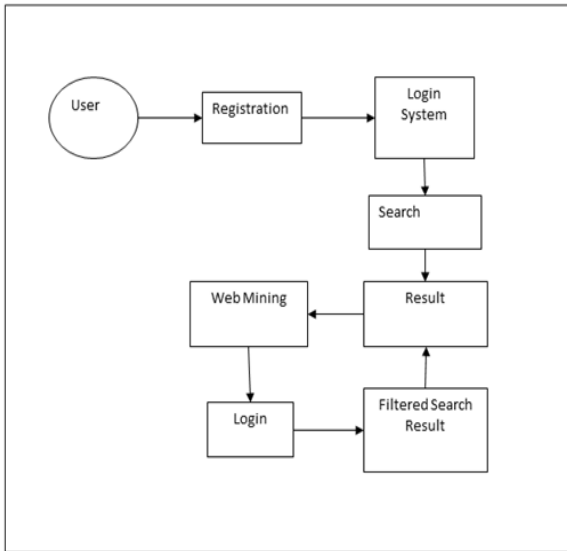 User
Registration
Login
System
Search
Web Mining
Result
Login
Filtered Search
Result